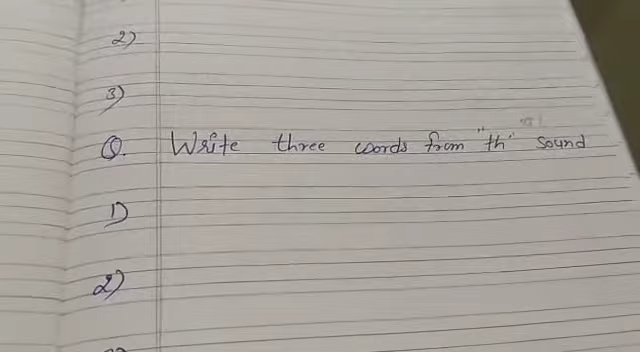 2)
3)
Q. Write three words from "th" sound
1)
2)